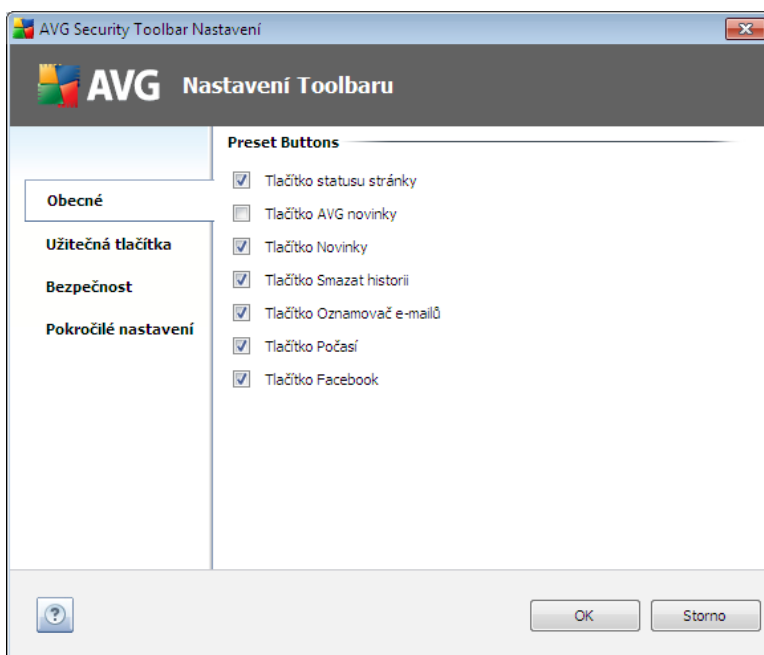 AVG Security Toolbar Nastavení
AVG Nastavení Toolbaru
Preset Buttons
Obecné
Užitečná tlačítka
Bezpečnost
Pokročilé nastavení
Tlačítko statusu stránky
Tlačítko AVG novinky
Tlačítko Novinky
Tlačítko Smazat historii
Tlačítko Oznamovač e-mailů
Tlačítko Počasí
Tlačítko Facebook
?
OK
Storno